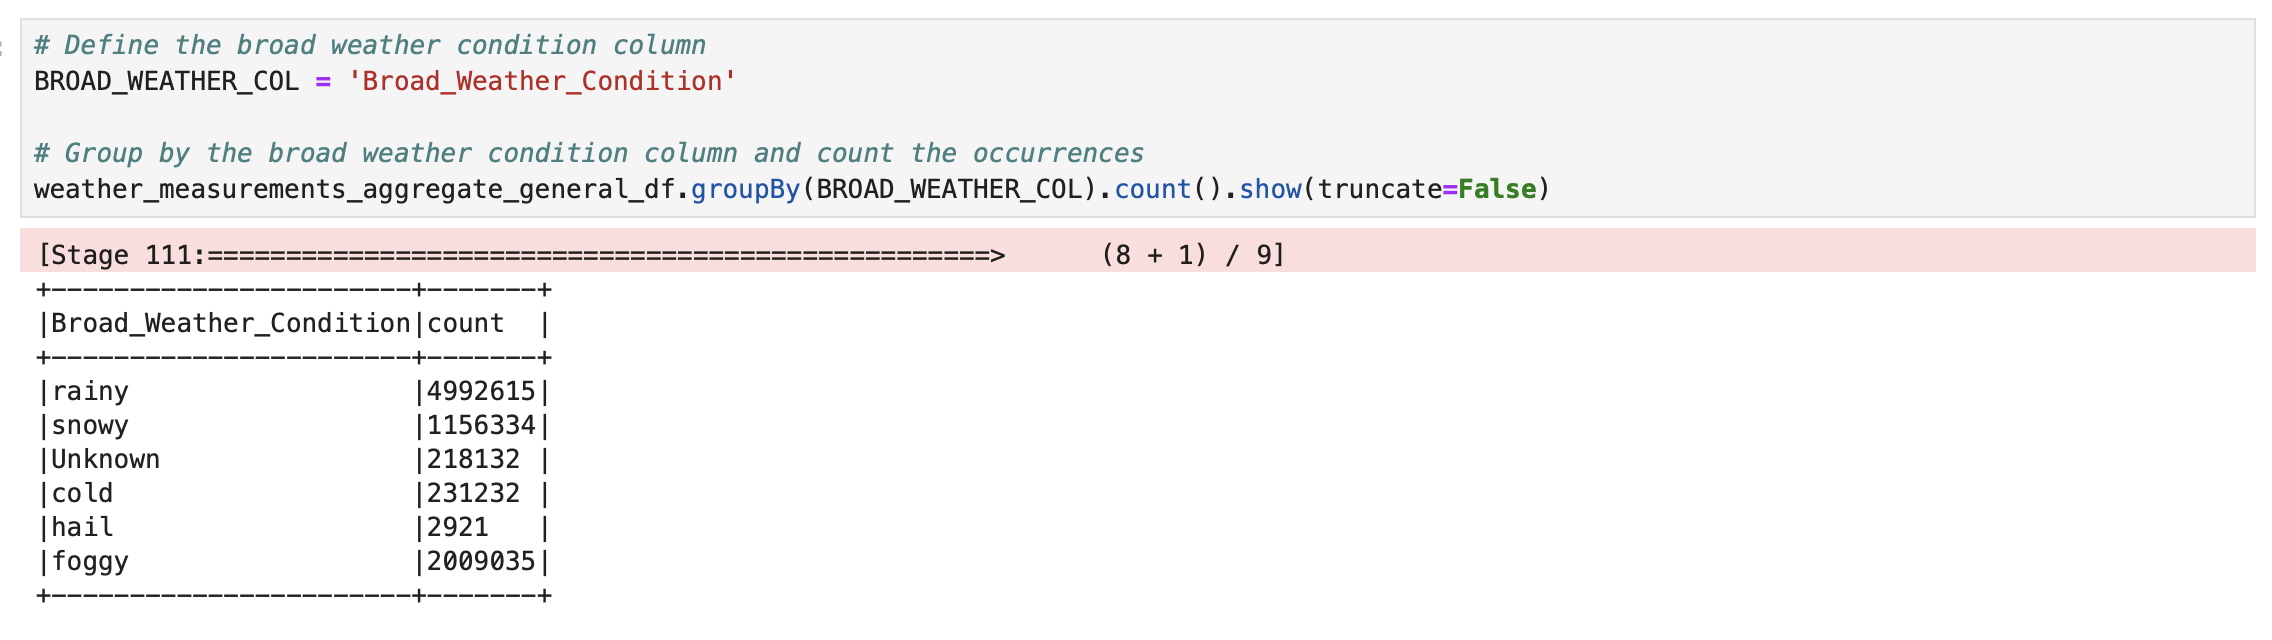 # Define the broad weather condition column
BROAD_WEATHER_COL = 'Broad_Weather_Condition'
# Group by the broad weather condition column and count the occurrences
weather_measurements_aggregate_general_df.groupBy(BROAD_WEATHER_COL).count().show(truncate=False)
[Stage 111:==================================================>      (8 + 1) / 9]
+-----------------------+-------+
|Broad_Weather_Condition|count  |
+-----------------------+-------+
|rainy                  |4992615|
|snowy                  |1156334|
|Unknown                |218132 |
|cold                   |231232 |
|hail                   |2921   |
|foggy                  |2009035|
+-----------------------+-------+